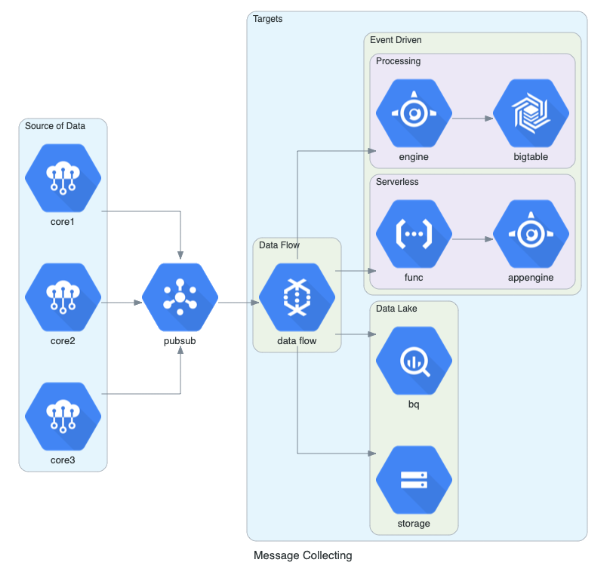 Targets
Event Driven
Processing
engine
bigtable
Serverless
func
appengine
Source of Data
core1
core2
core3
pubsub
Data Flow
data flow
Data Lake
bq
storage
Message Collecting